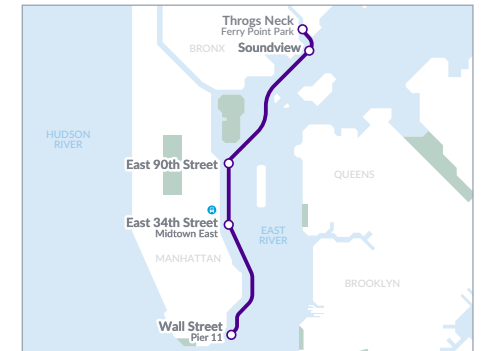 Throgs Neck
Ferry Point Park
BRONX
Soundview
HUDSON
RIVER
East 90th Street
QUEENS
East 34th Street
Midtown East
EAST
RIVER
MANHATTAN
BROOKLYN
Wall Street
Pier 11